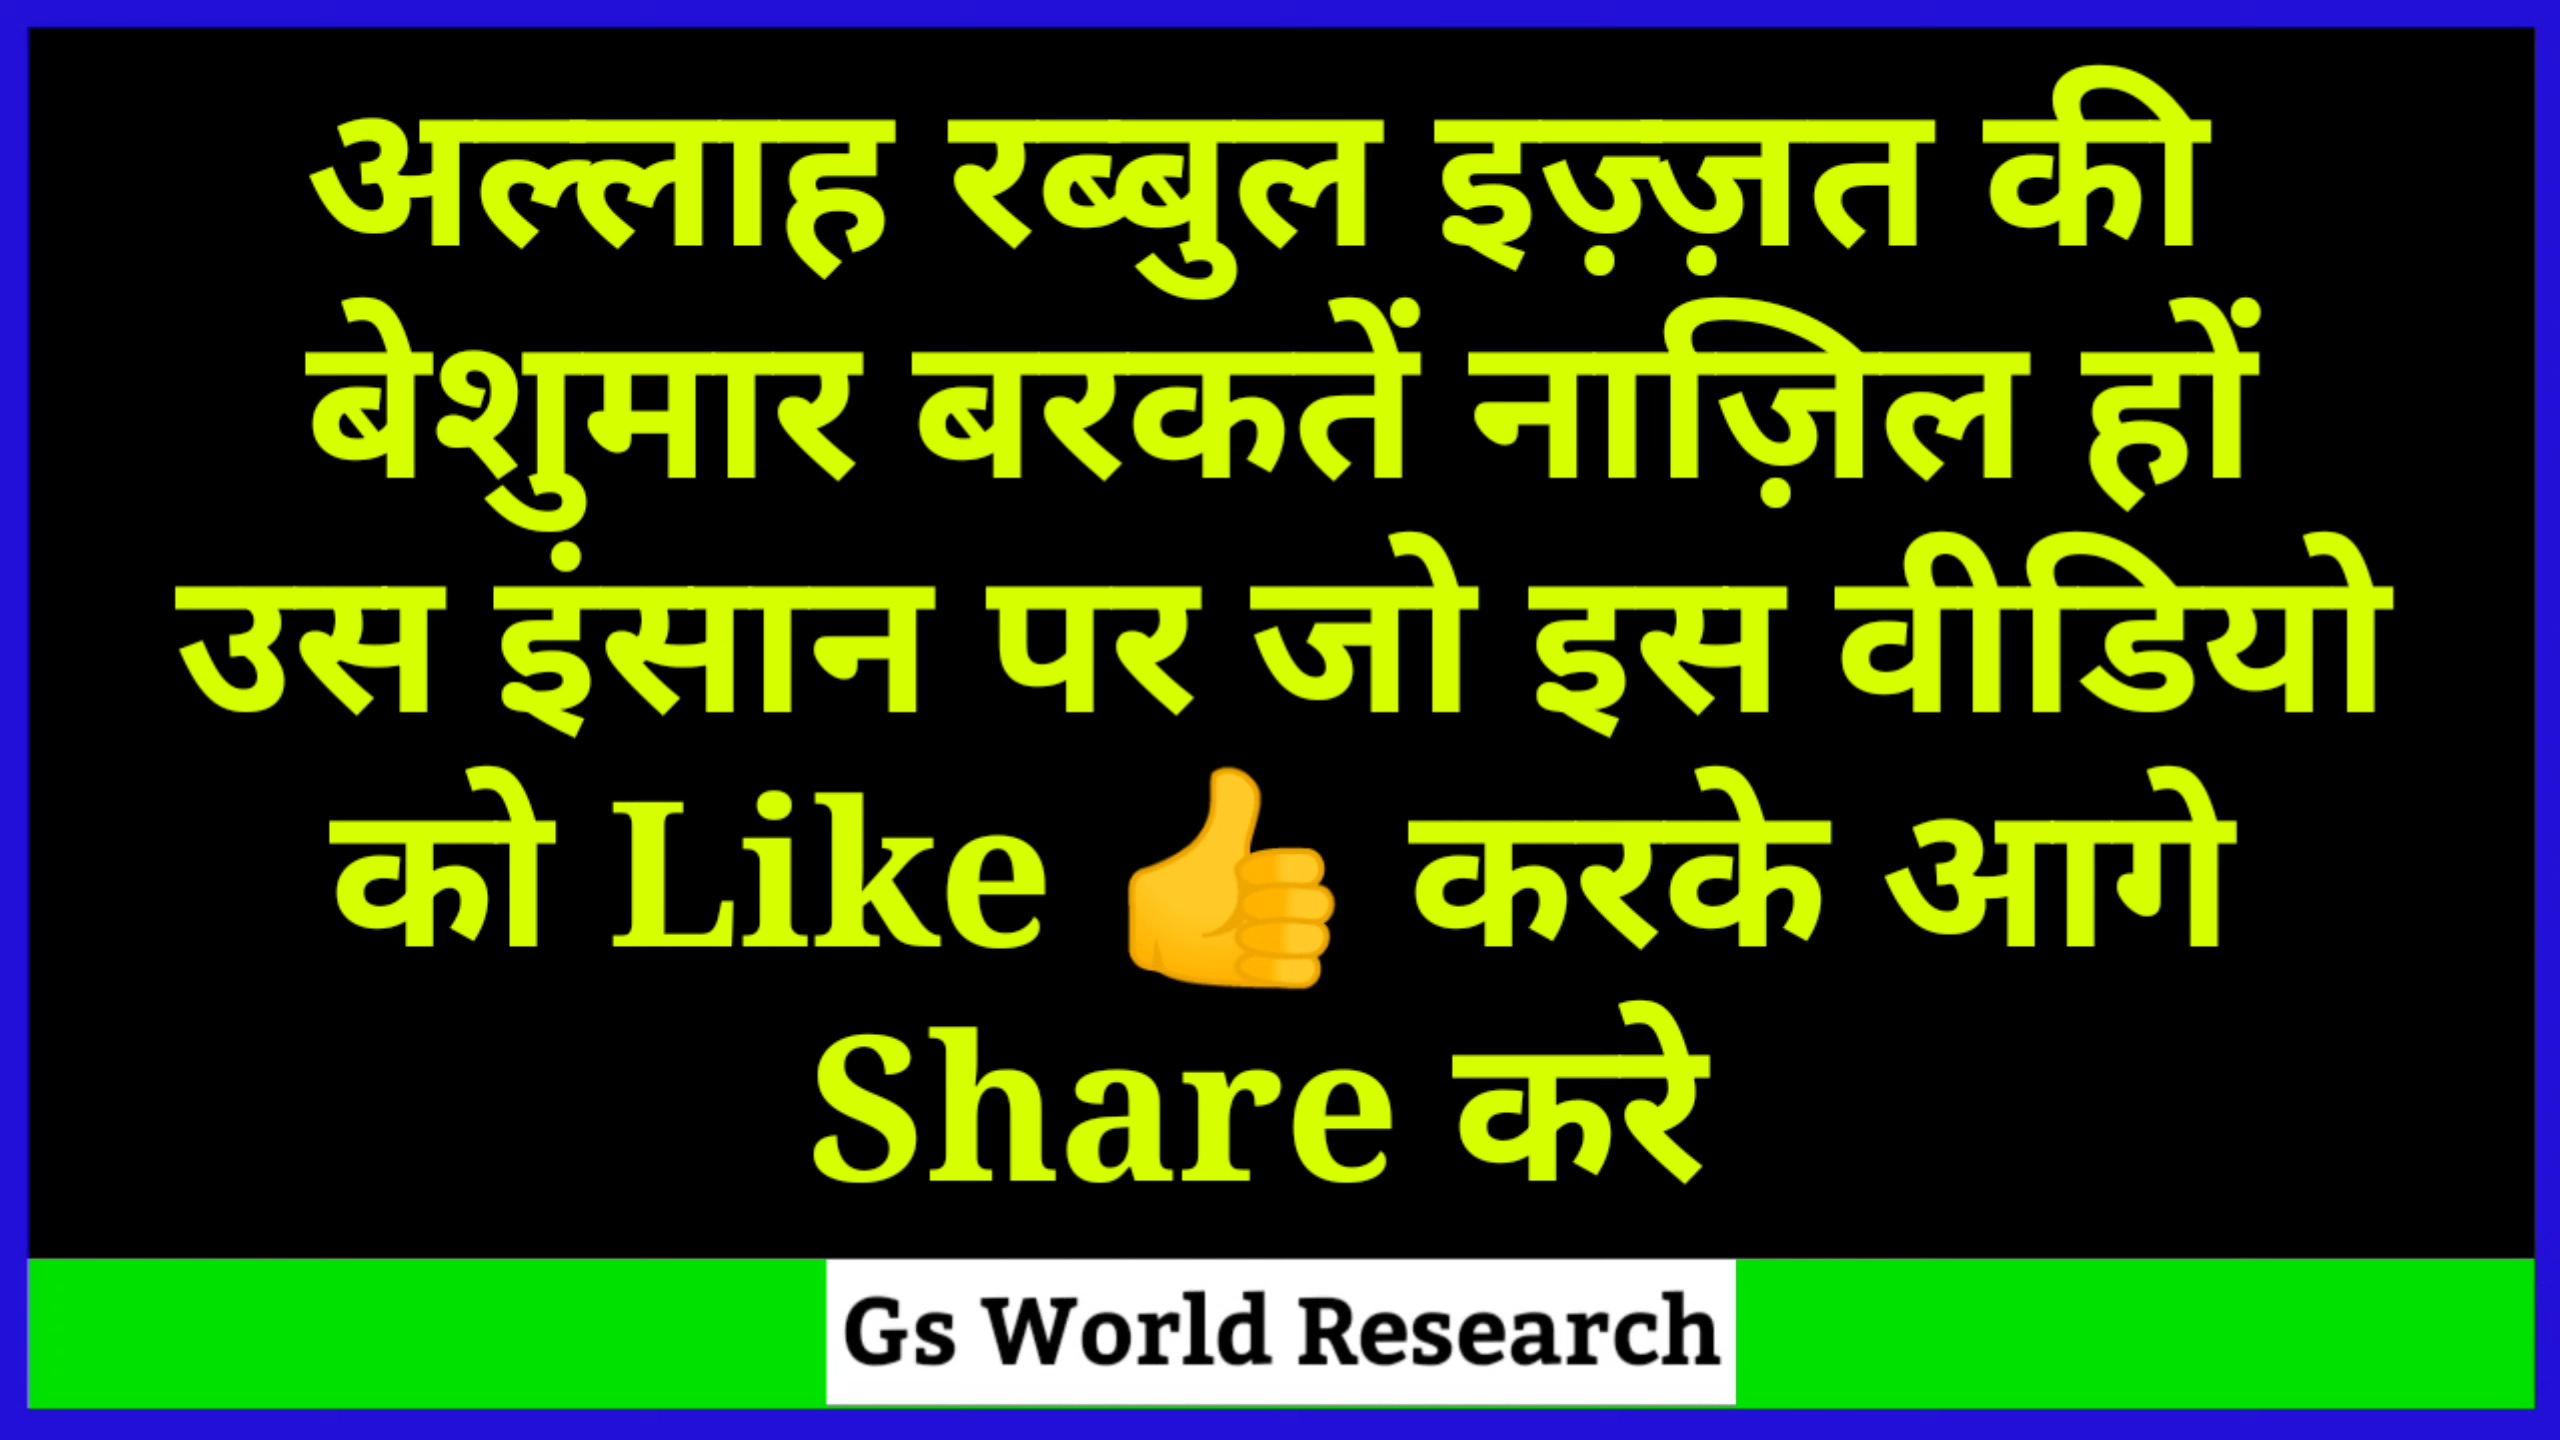 अल्लाह रब्बुल इज़्ज़त की
बेशुमार बरकतें नाज़िल हों
उस इंसान पर जो इस वीडियो
को Like 👍 करके आगे
Share करे
Gs World Research